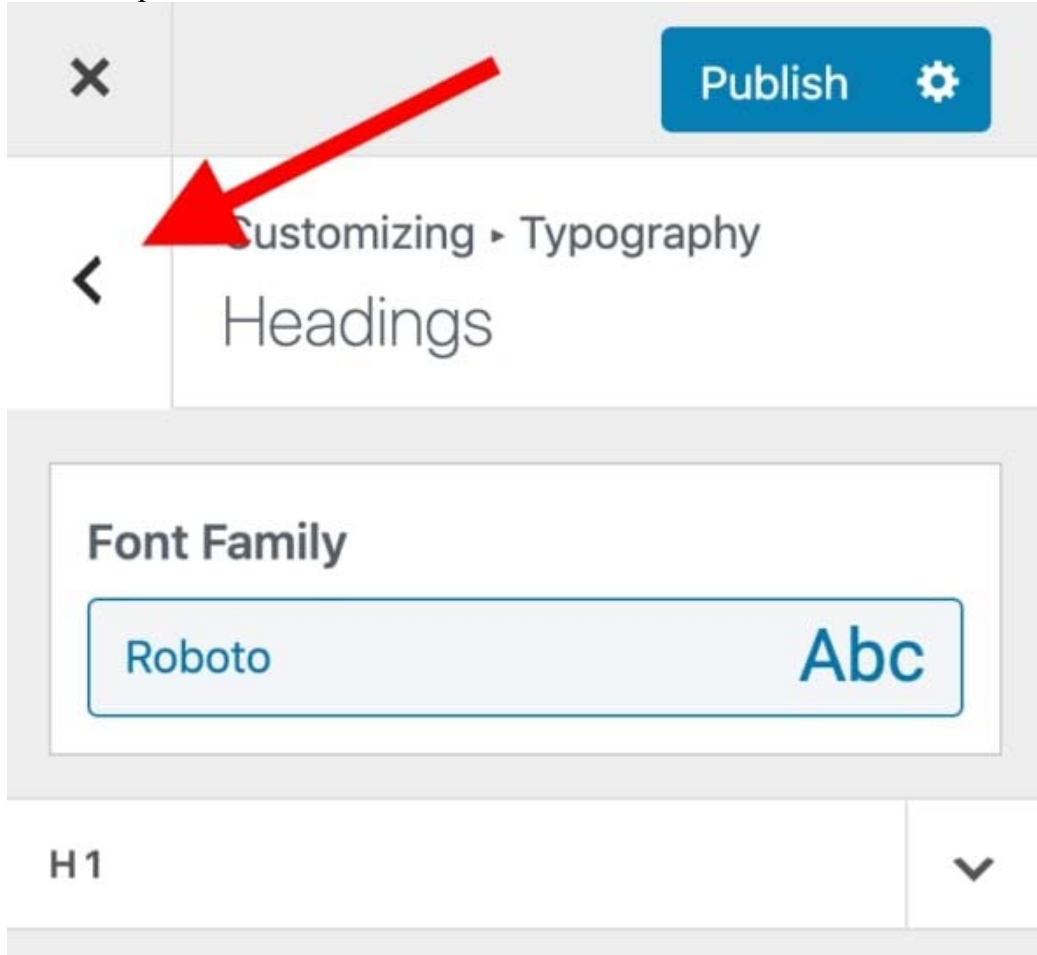 Publish
Customizing ▸ Typography
Headings
Font Family
Roboto Abc
H1